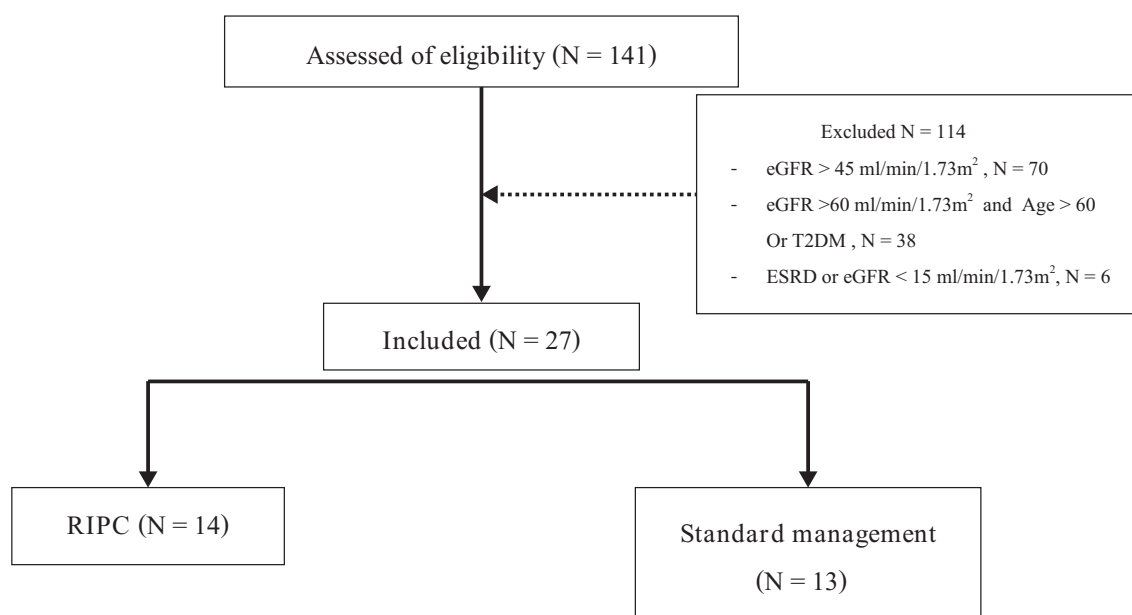 Assessed of eligibility (N = 141)
Excluded N = 114
- eGFR > 45 ml/min/1.73m² , N = 70
- eGFR >60 ml/min/1.73m² and Age > 60
Or T2DM , N = 38
- ESRD or eGFR < 15 ml/min/1.73m², N = 6
Included (N = 27)
RIPC (N = 14)
Standard management
(N = 13)